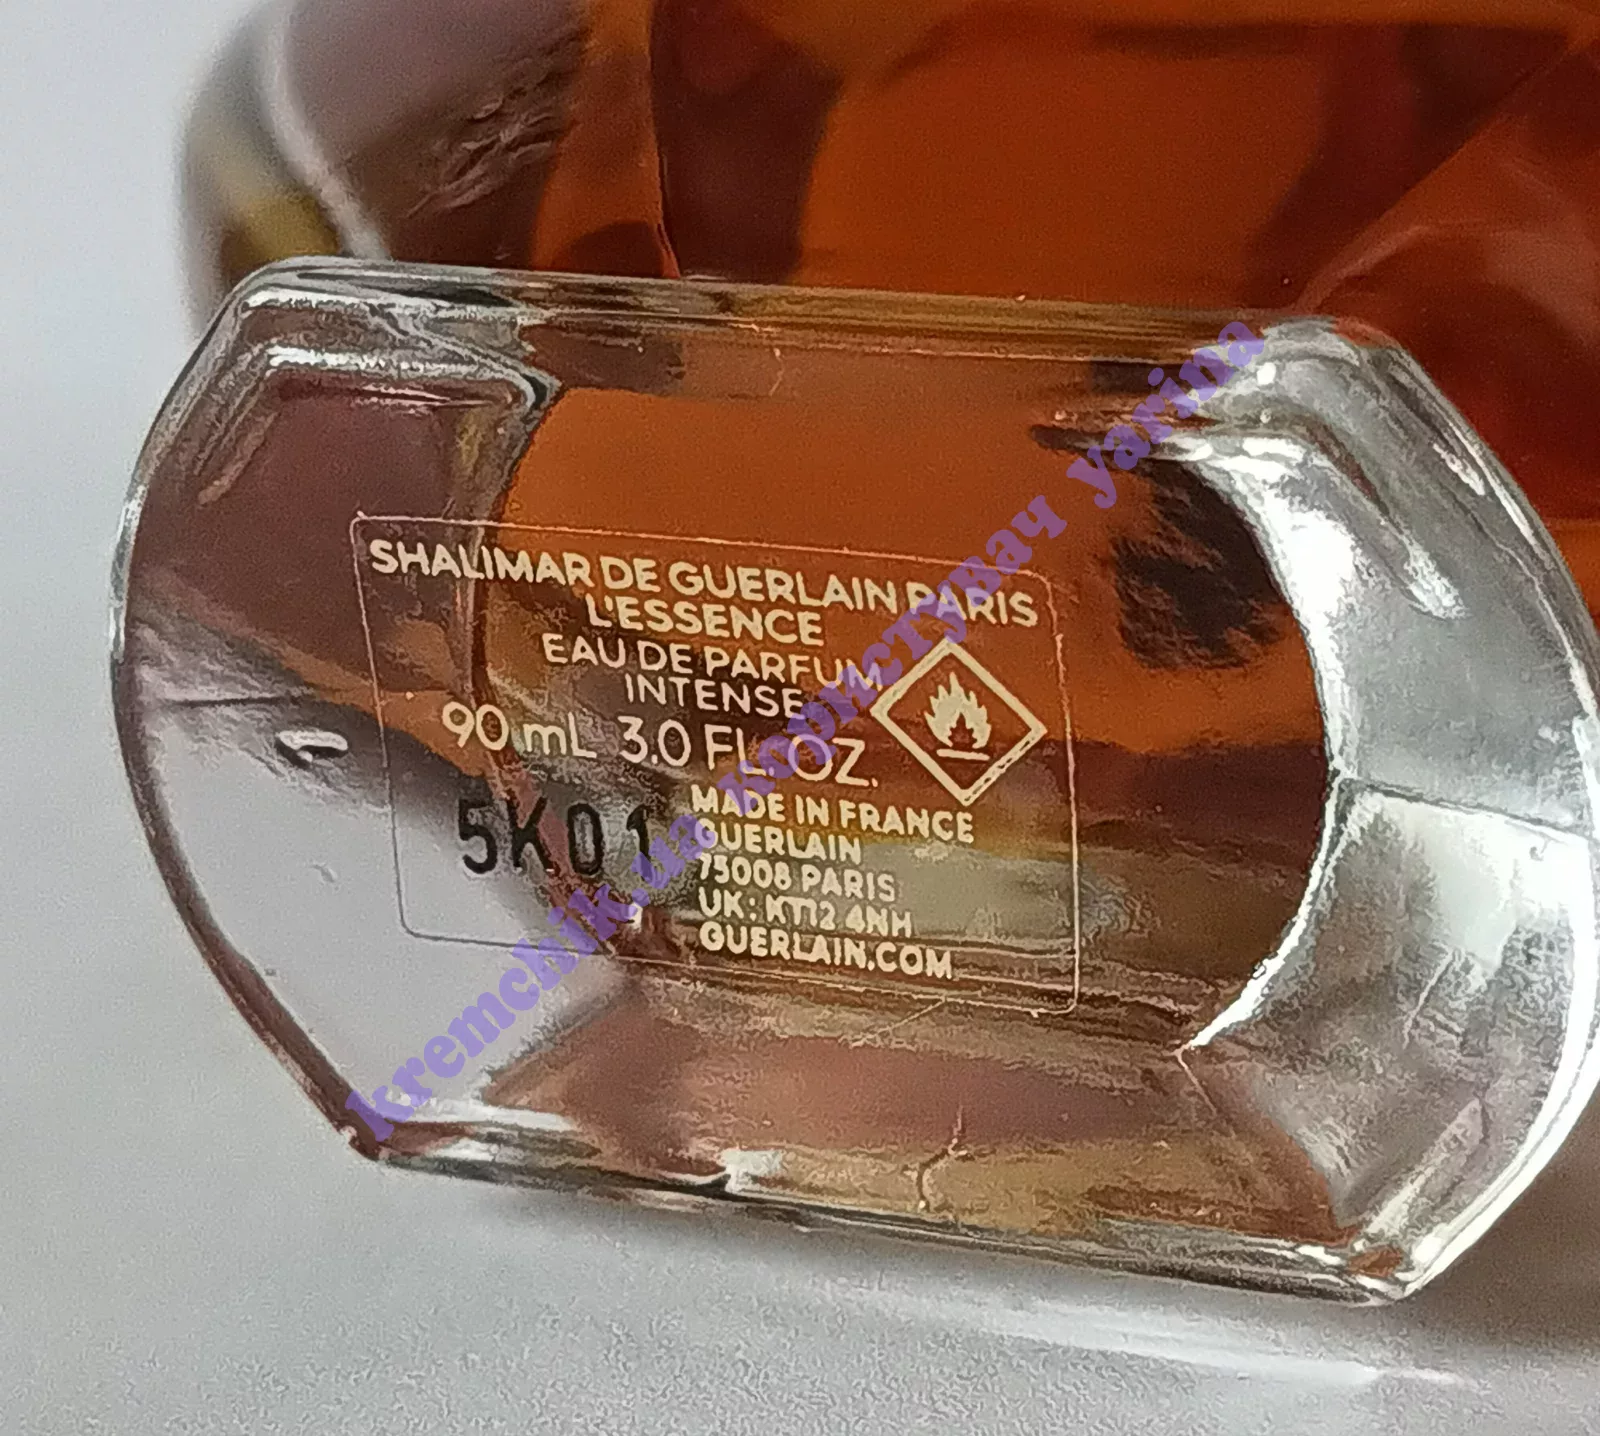 SHALIMAR DE GUERLAIN PARIS
L'ESSENCE
EAU DE PARFUM
INTENSE
90 mL 3.0 FL. OZ.
5K01
MADE IN FRANCE
GUERLAIN
75008 PARIS
UK: KT12 4NH
GUERLAIN.COM
kremchik.ua користувач yarina